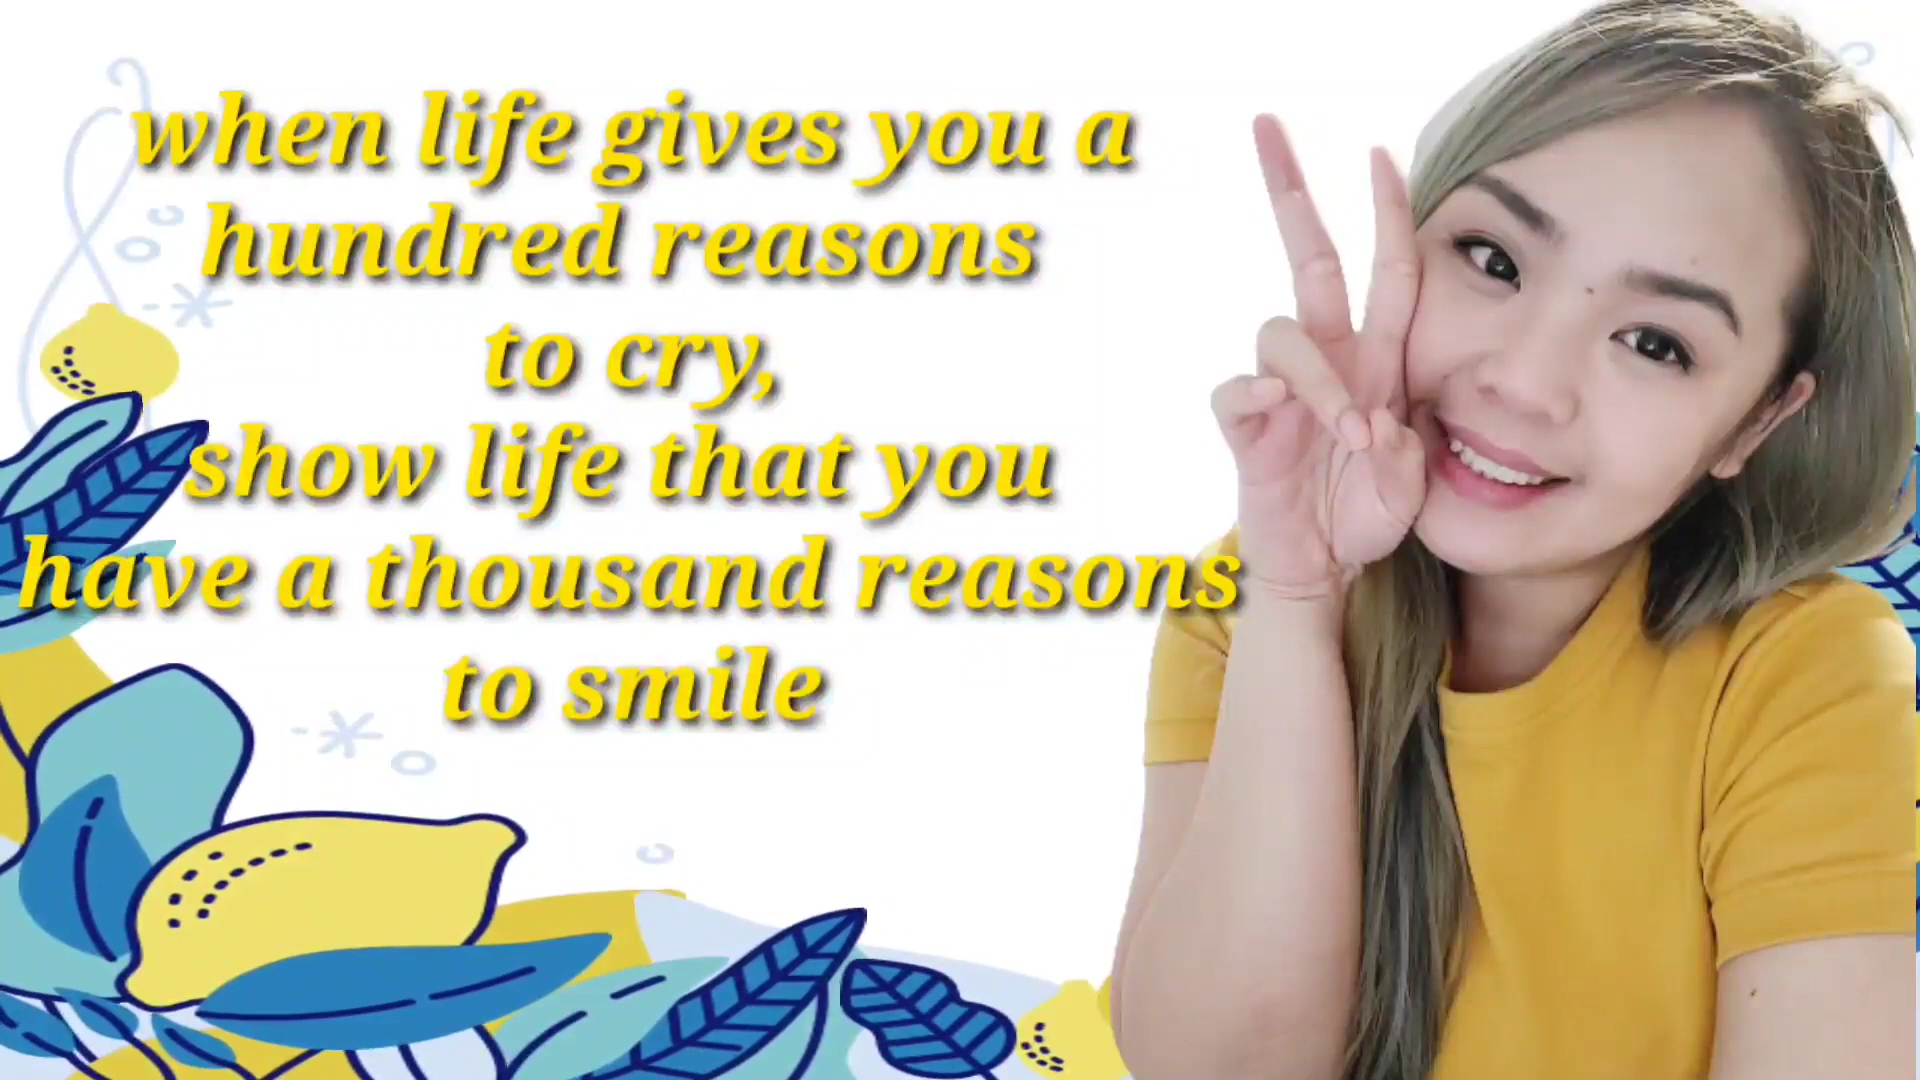 when life gives you a
hundred reasons
to cry,
show life that you
have a thousand reasons
to smile